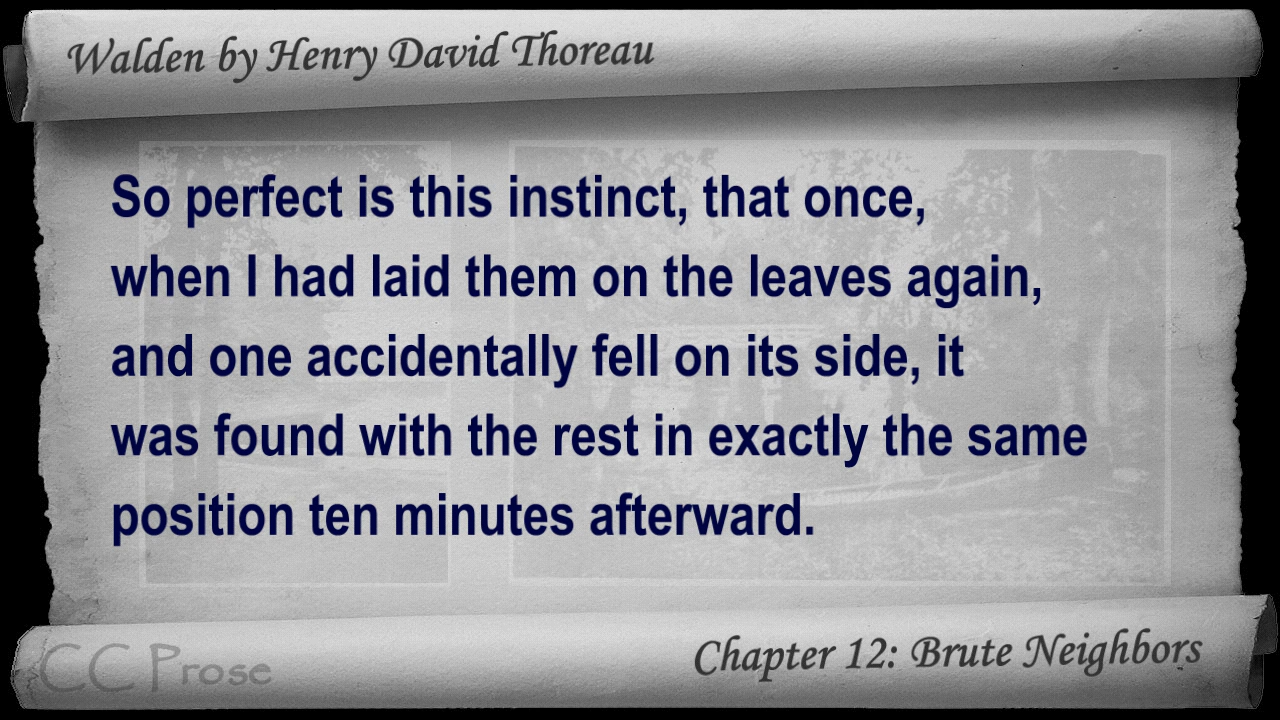 Walden by Henry David Thoreau
So perfect is this instinct, that once,
when I had laid them on the leaves again,
and one accidentally fell on its side, it
was found with the rest in exactly the same
position ten minutes afterward.
CC Prose
Chapter 12: Brute Neighbors